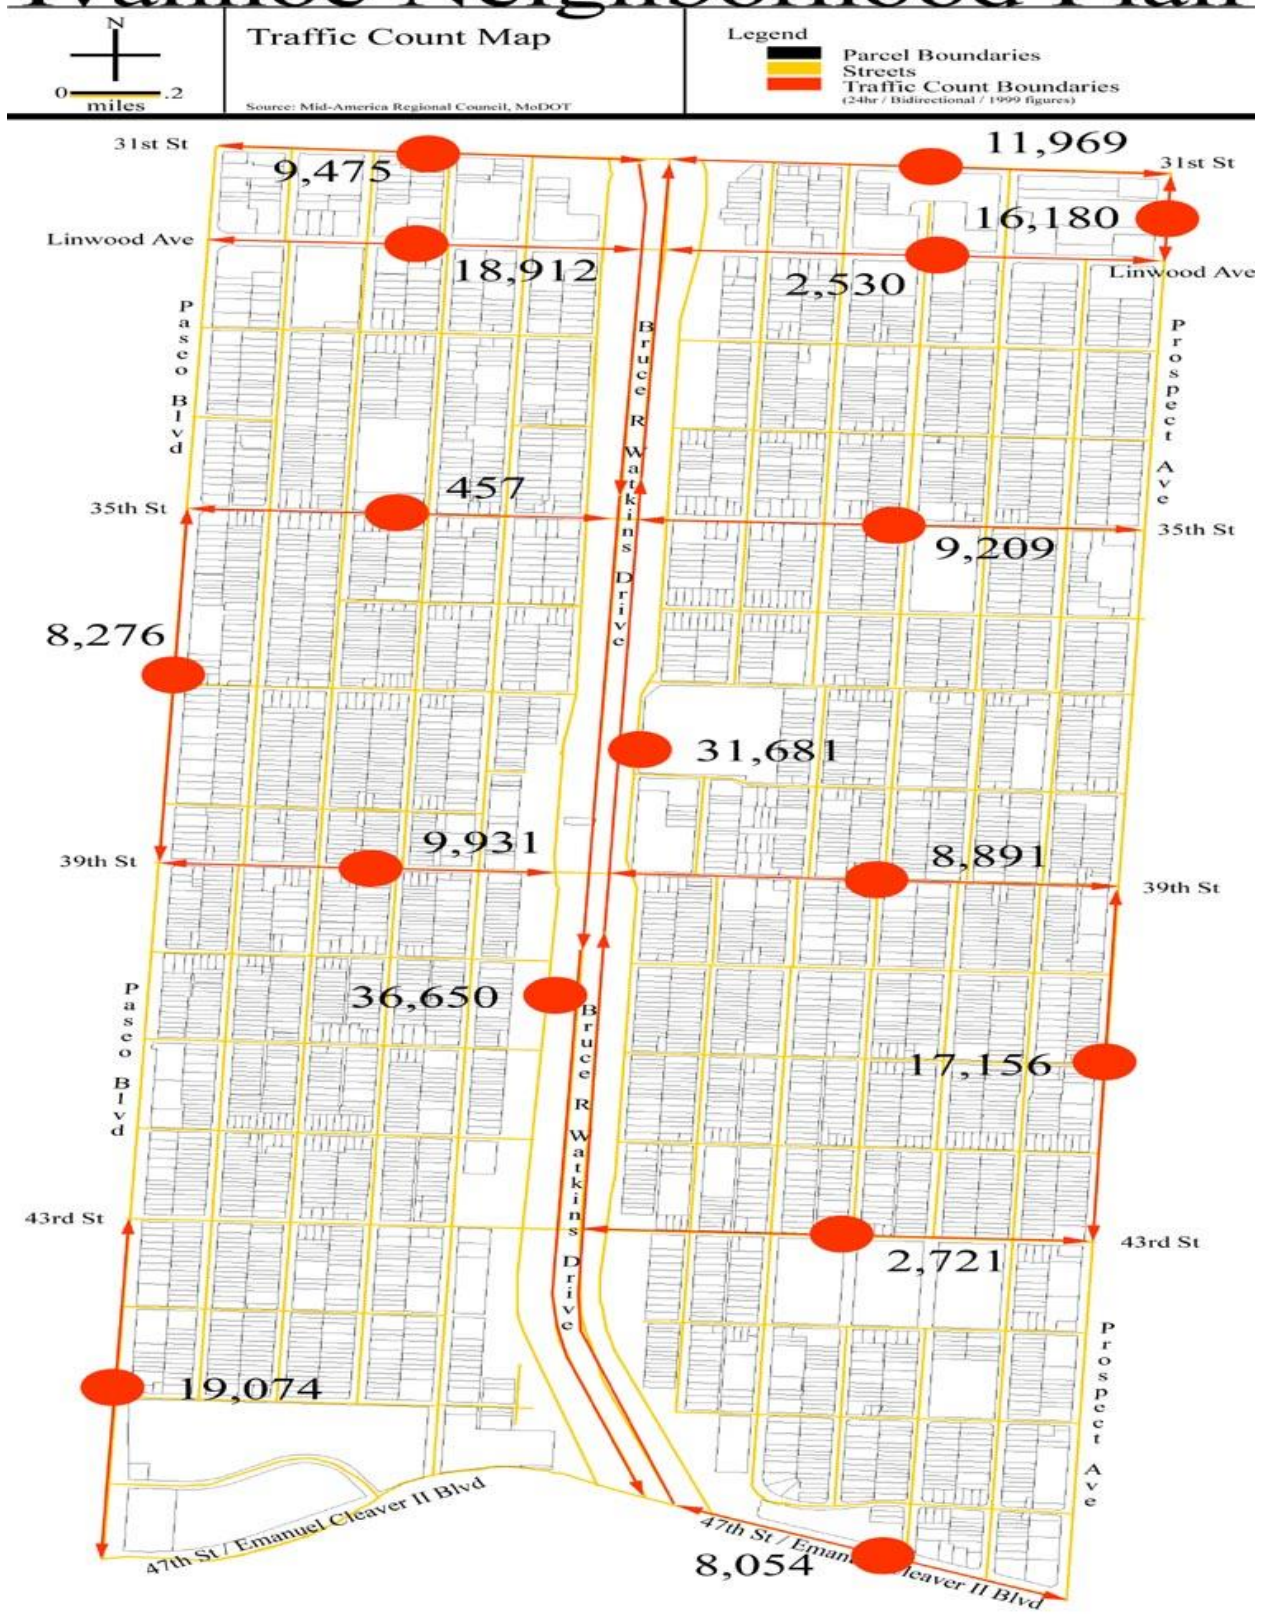 Ivanhoe Neighborhood Plan
N
0 .2
miles
Traffic Count Map
Source: Mid-America Regional Council, MoDOT
Legend
Parcel Boundaries
Streets
Traffic Count Boundaries
(24hr / Bidirectional / 1999 figures)
31st St
9,475
11,969
31st St
16,180
Linwood Ave
18,912
2,530
Linwood Ave
Paseo Blvd
Bruce R Watkins Drive
Prospect Ave
35th St
457
9,209
35th St
8,276
31,681
39th St
9,931
8,891
39th St
36,650
Paseo Blvd
Bruce R Watkins Drive
17,156
43rd St
2,721
43rd St
Prospect Ave
19,074
47th St / Emanuel Cleaver II Blvd
47th St / Eman leaver II Blvd
8,054